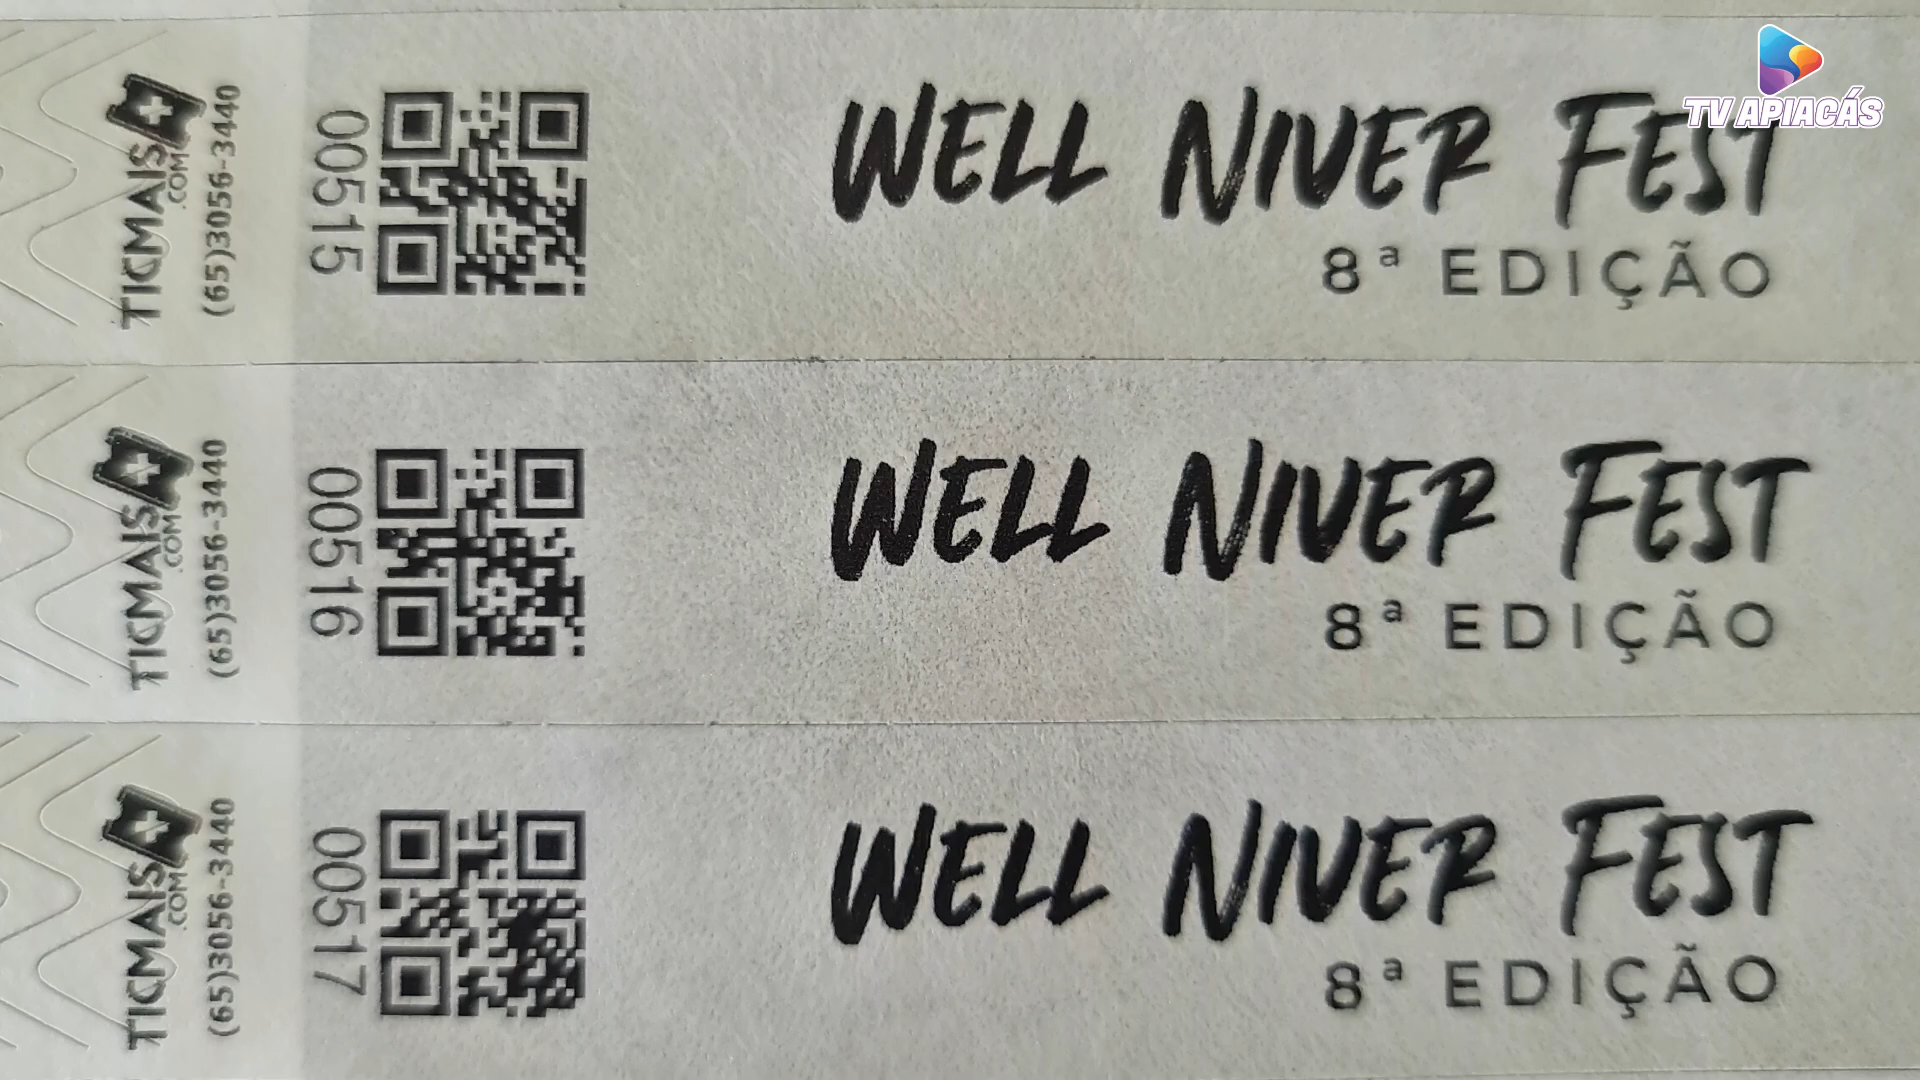 TV APIACÁS
TICMAIS
.COM
(65)3056-3440
00515
WELL NIVER FEST
8ª EDIÇÃO
TICMAIS
.COM
(65)3056-3440
00516
WELL NIVER FEST
8ª EDIÇÃO
TICMAIS
.COM
(65)3056-3440
00517
WELL NIVER FEST
8ª EDIÇÃO